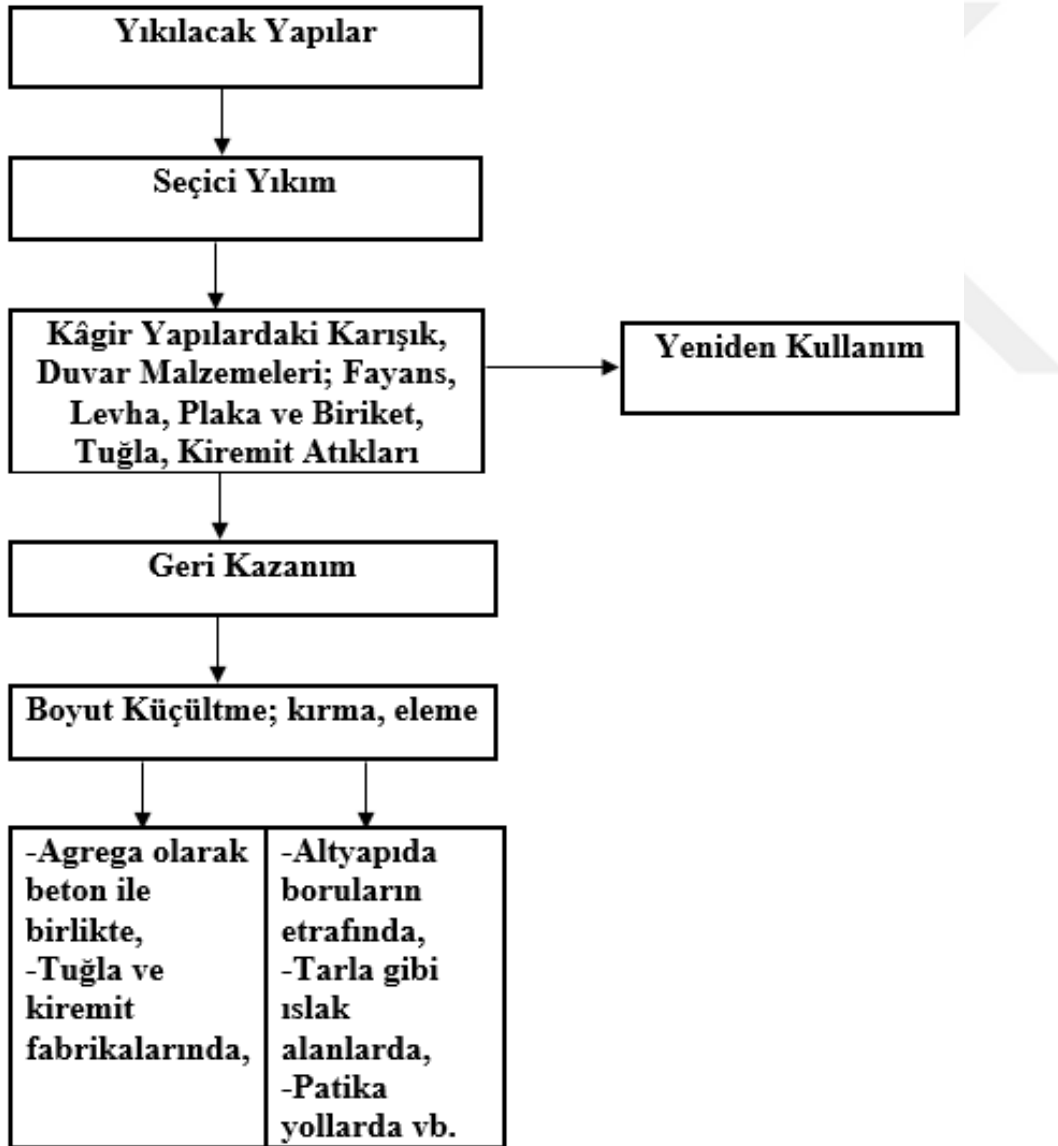 Yıkılacak Yapılar
Seçici Yıkım
Kâgir Yapılardaki Karışık,
Duvar Malzemeleri; Fayans,
Levha, Plaka ve Biriket,
Tuğla, Kiremit Atıkları
Yeniden Kullanım
Geri Kazanım
Boyut Küçültme; kırma, eleme
-Agrega olarak
beton ile
birlikte,
-Tuğla ve
kiremit
fabrikalarında,
-Altyapıda
boruların
etrafında,
-Tarla gibi
ıslak
alanlarda,
-Patika
yollarda vb.